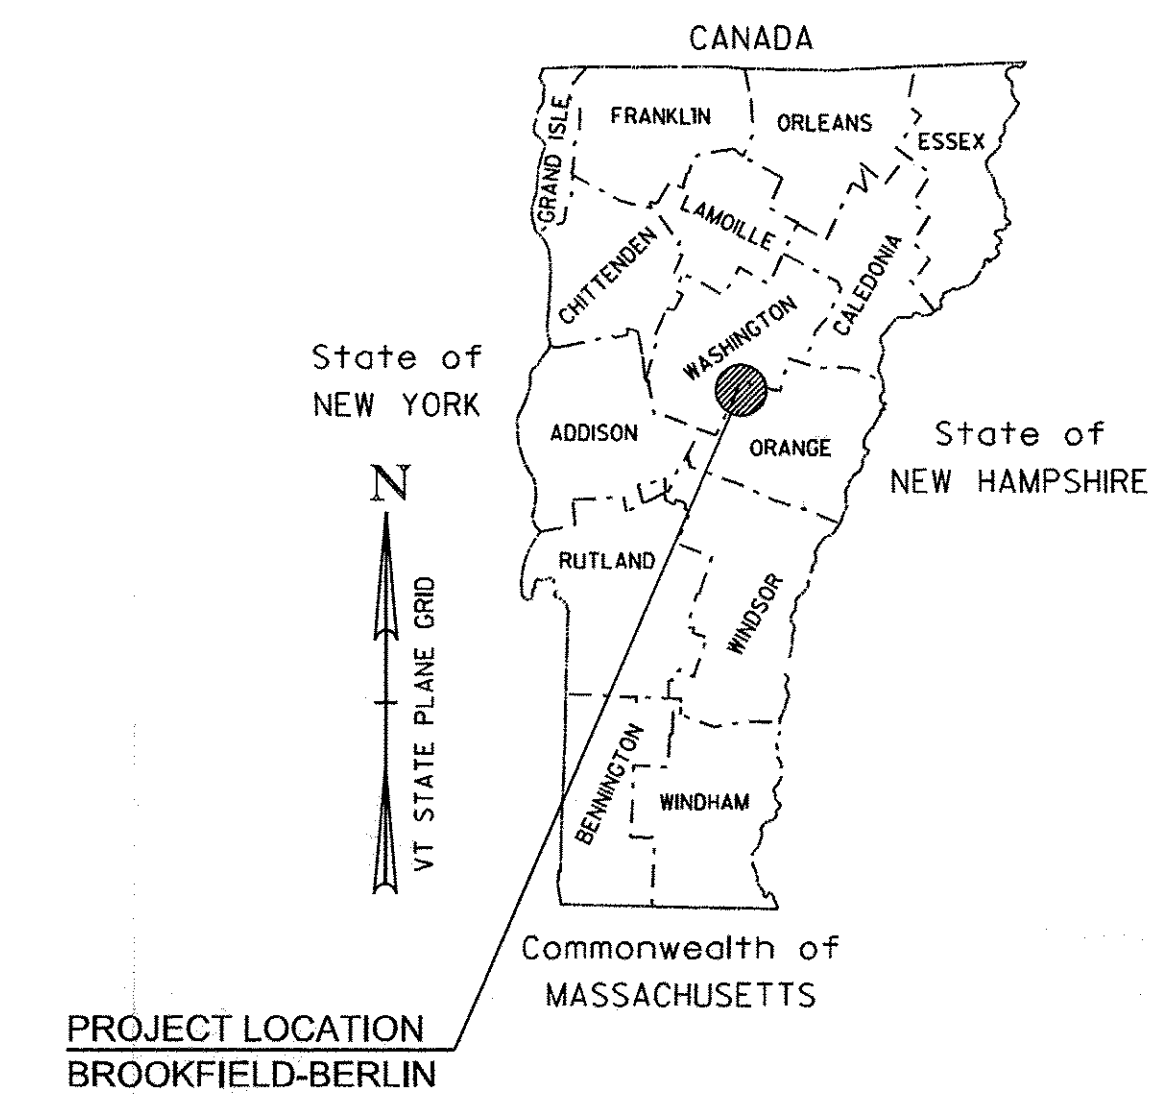 CANADA
GRAND ISLE
FRANKLIN
ORLEANS
ESSEX
LAMOILLE
CHITTENDEN
CALEDONIA
WASHINGTON
State of
NEW YORK
ADDISON
ORANGE
State of
NEW HAMPSHIRE
N
VT STATE PLANE GRID
RUTLAND
WINDSOR
BENNINGTON
WINDHAM
Commonwealth of
MASSACHUSETTS
PROJECT LOCATION
BROOKFIELD-BERLIN